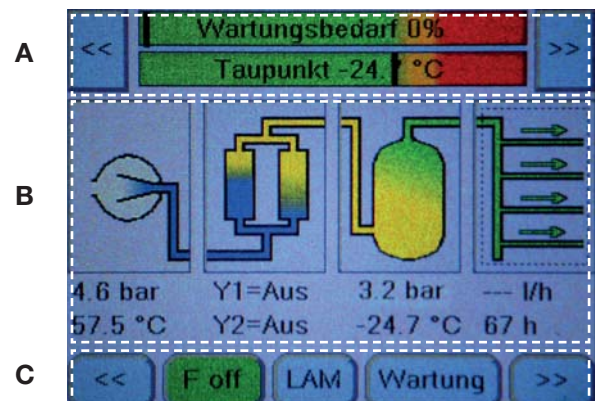 A
<< Wartungsbedarf 0% >>
Taupunkt -24.7 °C
B
4.6 bar Y1=Aus 3.2 bar --- l/h
57.5 °C Y2=Aus -24.7 °C 67 h
C
<< F off LAM Wartung >>